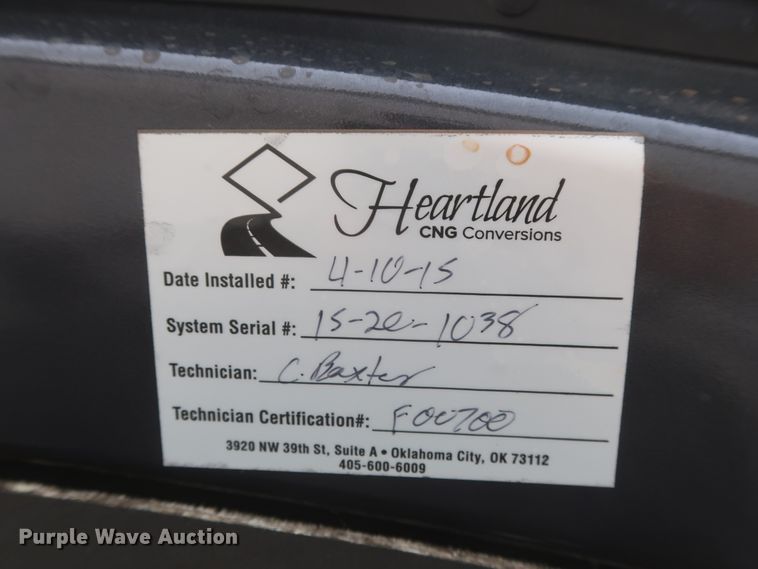 Heartland
CNG Conversions
Date Installed #: 4-10-15
System Serial #: 15-20-1038
Technician: C. Baxter
Technician Certification#: F00700
3920 NW 39th St, Suite A • Oklahoma City, OK 73112
405-600-6009
Purple Wave Auction